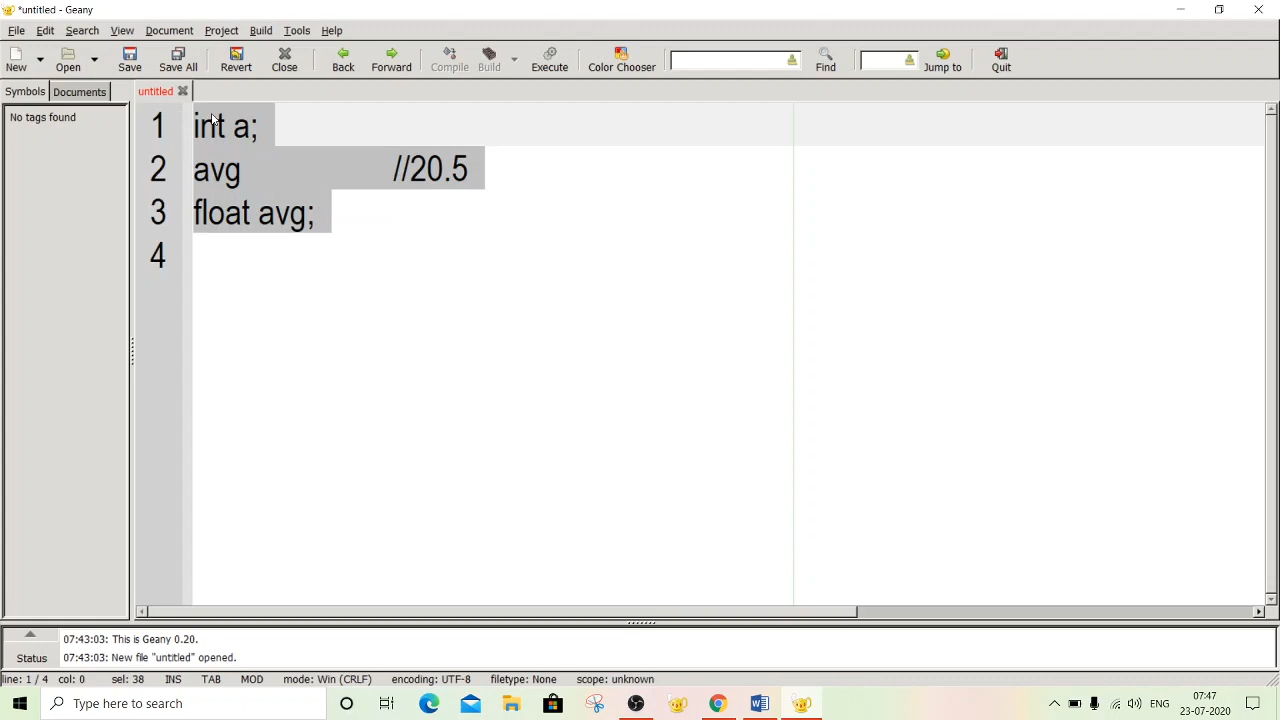 *untitled - Geany
File Edit Search View Document Project Build Tools Help
New Open Save Save All Revert Close Back Forward Compile Build Execute Color Chooser Find Jump to Quit
Symbols Documents untitled
No tags found
1 int a;
2 avg //20.5
3 float avg;
4
07:43:03: This is Geany 0.20.
Status 07:43:03: New file "untitled" opened.
line: 1 / 4 col: 0 sel: 38 INS TAB MOD mode: Win (CRLF) encoding: UTF-8 filetype: None scope: unknown
Type here to search
ENG
07:47
23-07-2020